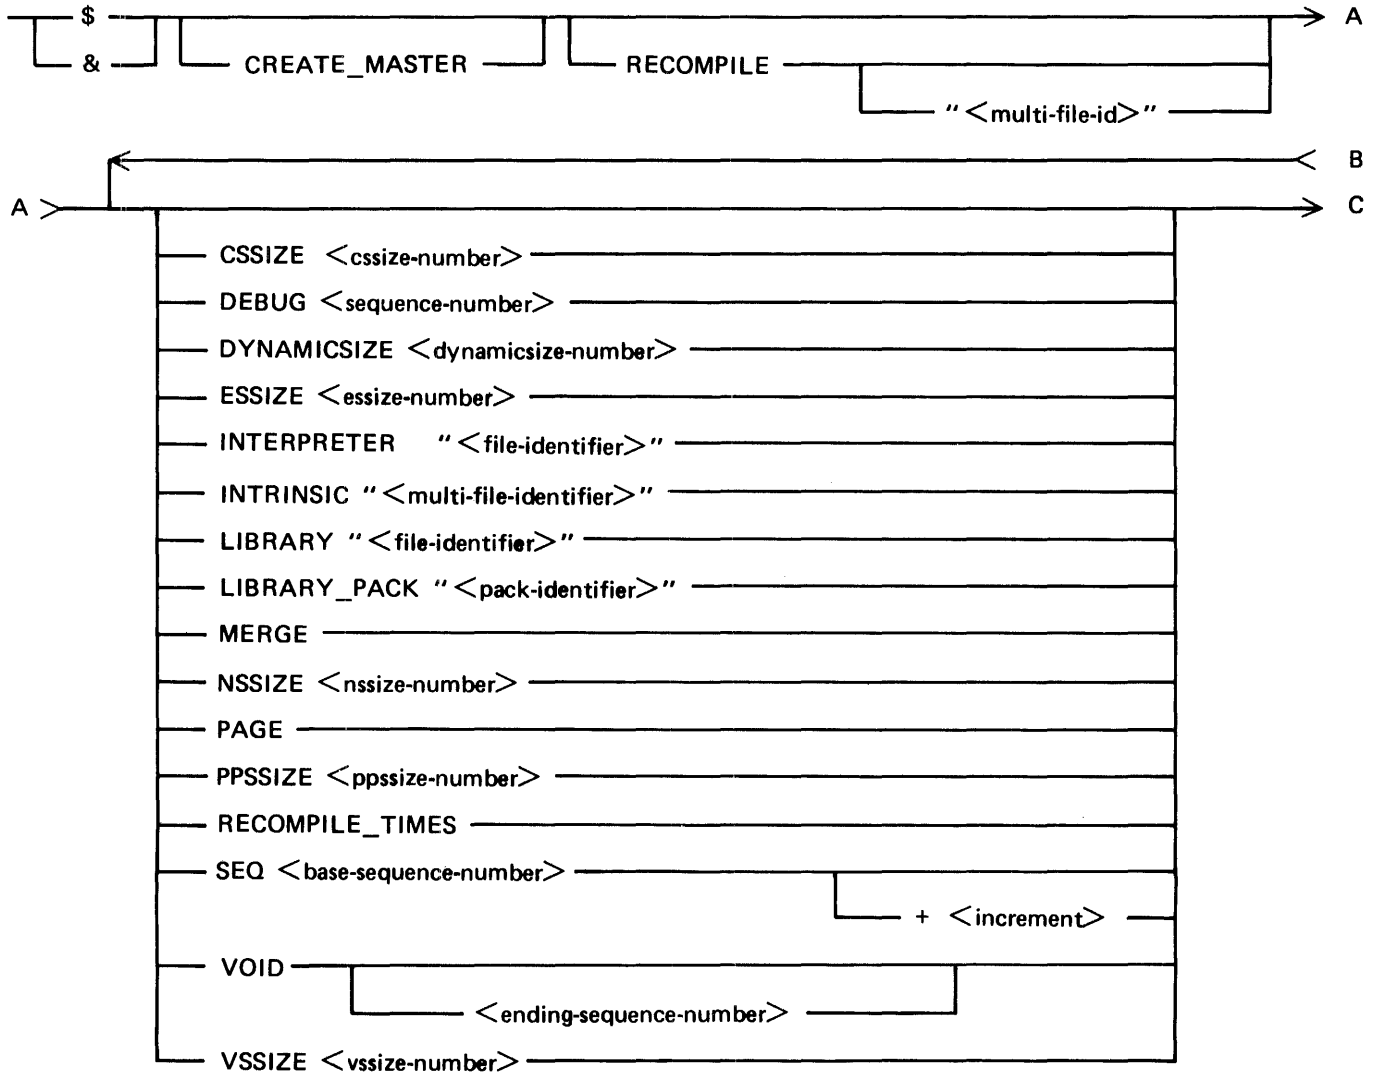 $ A
& CREATE_MASTER RECOMPILE
"<multi-file-id>"
B
A C
CSSIZE <cssize-number>
DEBUG <sequence-number>
DYNAMICSIZE <dynamicsize-number>
ESSIZE <essize-number>
INTERPRETER "<file-identifier>"
INTRINSIC "<multi-file-identifier>"
LIBRARY "<file-identifier>"
LIBRARY_PACK "<pack-identifier>"
MERGE
NSSIZE <nssize-number>
PAGE
PPSSIZE <ppssize-number>
RECOMPILE_TIMES
SEQ <base-sequence-number>
+ <increment>
VOID
<ending-sequence-number>
VSSIZE <vssize-number>